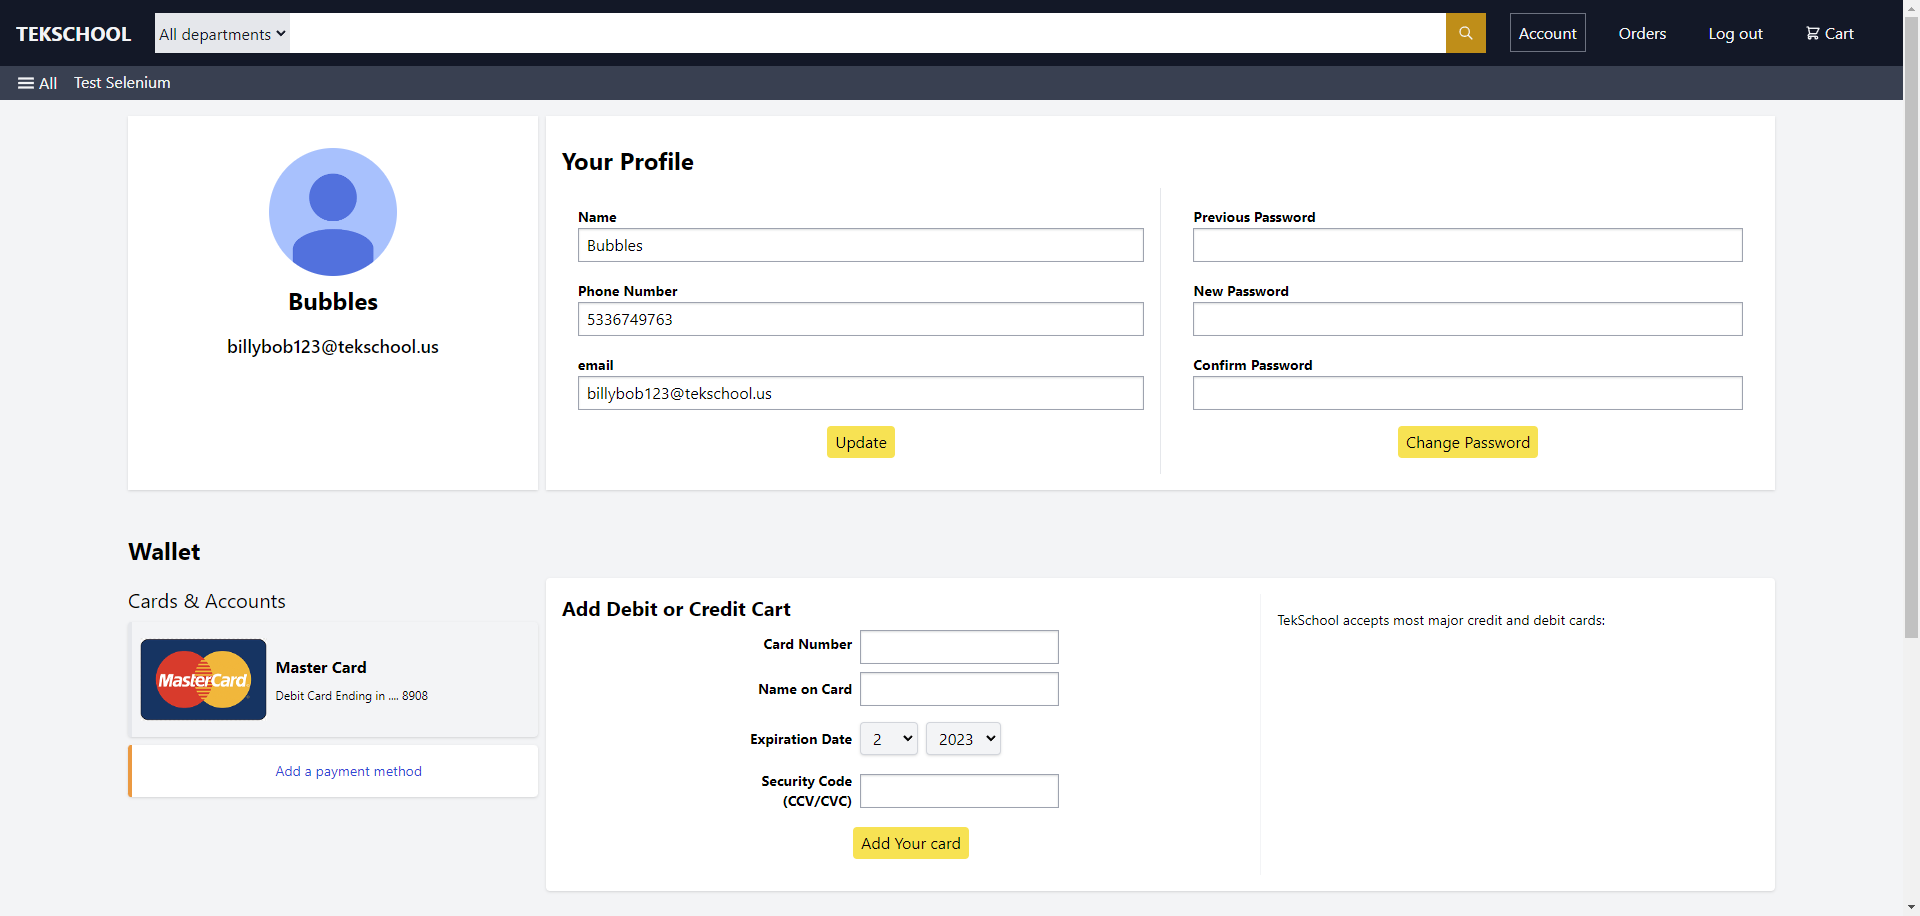 TEKSCHOOL
All departments
Account
Orders
Log out
Cart
All
Test Selenium
Bubbles
billybob123@tekschool.us
Your Profile
Name
Bubbles
Phone Number
5336749763
email
billybob123@tekschool.us
Update
Previous Password
New Password
Confirm Password
Change Password
Wallet
Cards & Accounts
MasterCard
Master Card
Debit Card Ending in .... 8908
Add a payment method
Add Debit or Credit Cart
Card Number
Name on Card
Expiration Date
2
2023
Security Code
(CCV/CVC)
Add Your card
TekSchool accepts most major credit and debit cards: